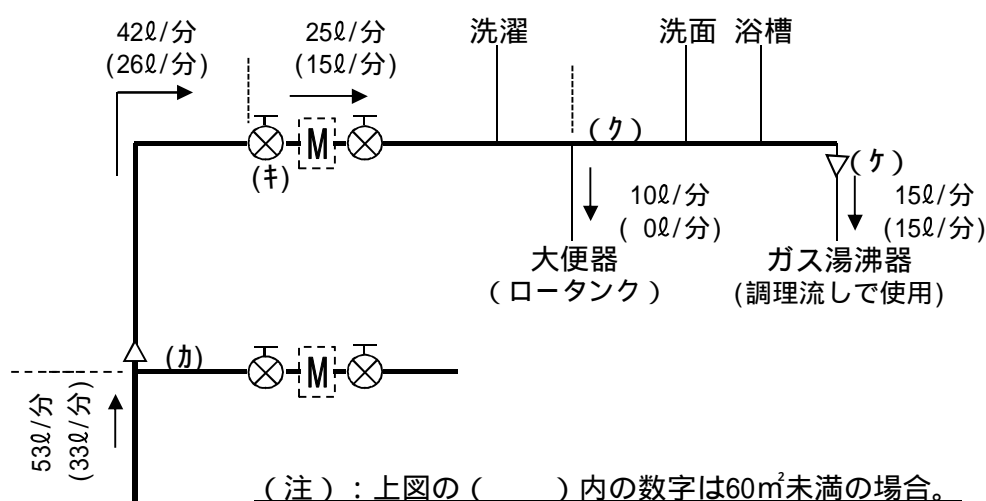 42ℓ/分
(26ℓ/分)
25ℓ/分
(15ℓ/分)
洗濯
洗面 浴槽
M
(キ)
(ク)
(ケ)
10ℓ/分
( 0ℓ/分)
15ℓ/分
(15ℓ/分)
大便器
(ロータンク)
ガス湯沸器
(調理流しで使用)
(カ)
M
53ℓ/分
(33ℓ/分)
(注):上図の(  )内の数字は60㎡未満の場合。